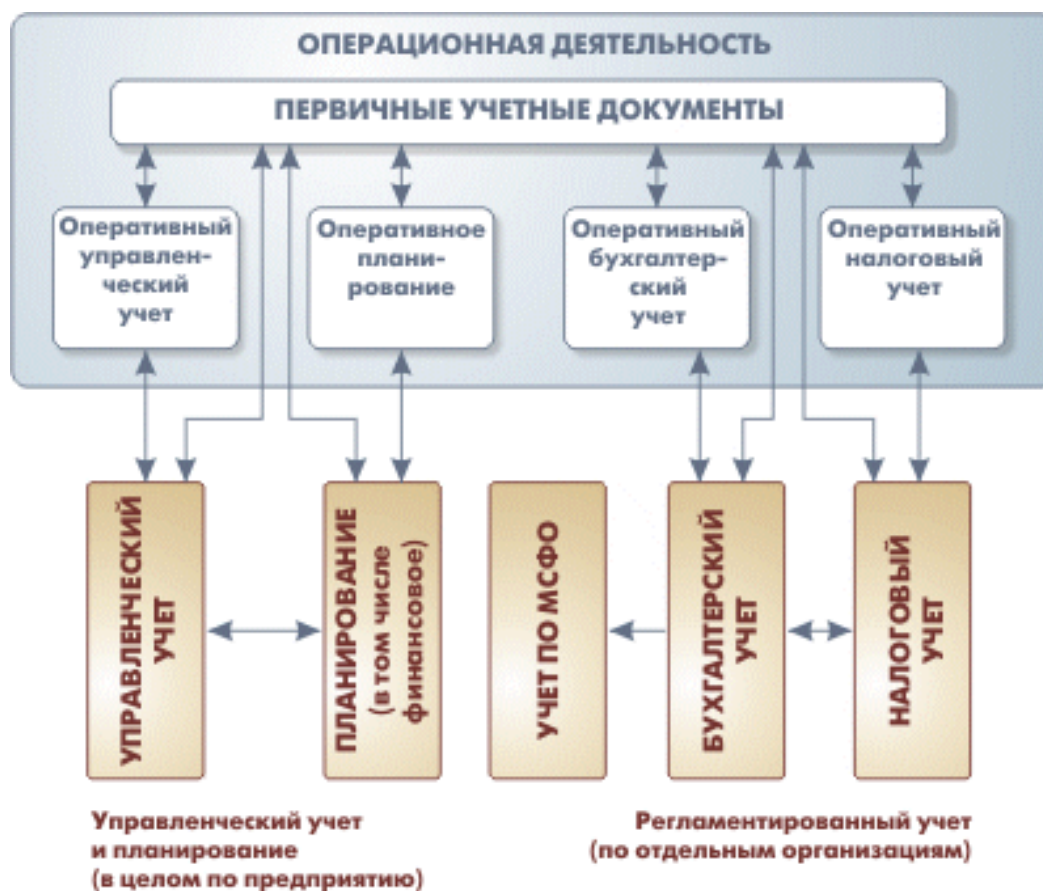 ОПЕРАЦИОННАЯ ДЕЯТЕЛЬНОСТЬ
ПЕРВИЧНЫЕ УЧЕТНЫЕ ДОКУМЕНТЫ
Оперативный
управлен-
ческий
учет
Оперативное
плани-
рование
Оперативный
бухгалтер-
ский
учет
Оперативный
налоговый
учет
УПРАВЛЕНЧЕСКИЙ
УЧЕТ
ПЛАНИРОВАНИЕ
(в том числе
финансовое)
УЧЕТ ПО МСФО
БУХГАЛТЕРСКИЙ
УЧЕТ
НАЛОГОВЫЙ
УЧЕТ
Управленческий учет
и планирование
(в целом по предприятию)
Регламентированный учет
(по отдельным организациям)